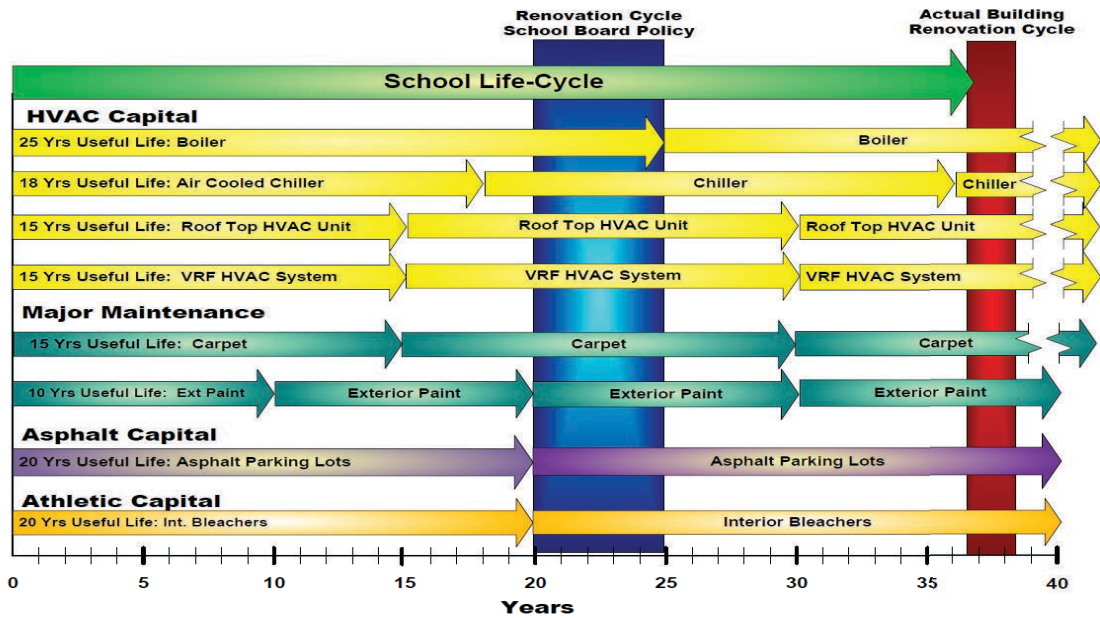 Renovation Cycle
School Board Policy
Actual Building
Renovation Cycle
School Life-Cycle
HVAC Capital
25 Yrs Useful Life: Boiler
Boiler
18 Yrs Useful Life: Air Cooled Chiller
Chiller
Chiller
15 Yrs Useful Life: Roof Top HVAC Unit
Roof Top HVAC Unit
Roof Top HVAC Unit
15 Yrs Useful Life: VRF HVAC System
VRF HVAC System
VRF HVAC System
Major Maintenance
15 Yrs Useful Life: Carpet
Carpet
Carpet
10 Yrs Useful Life: Ext Paint
Exterior Paint
Exterior Paint
Exterior Paint
Asphalt Capital
20 Yrs Useful Life: Asphalt Parking Lots
Asphalt Parking Lots
Athletic Capital
20 Yrs Useful Life: Int. Bleachers
Interior Bleachers
0 5 10 15 20 25 30 35 40
Years